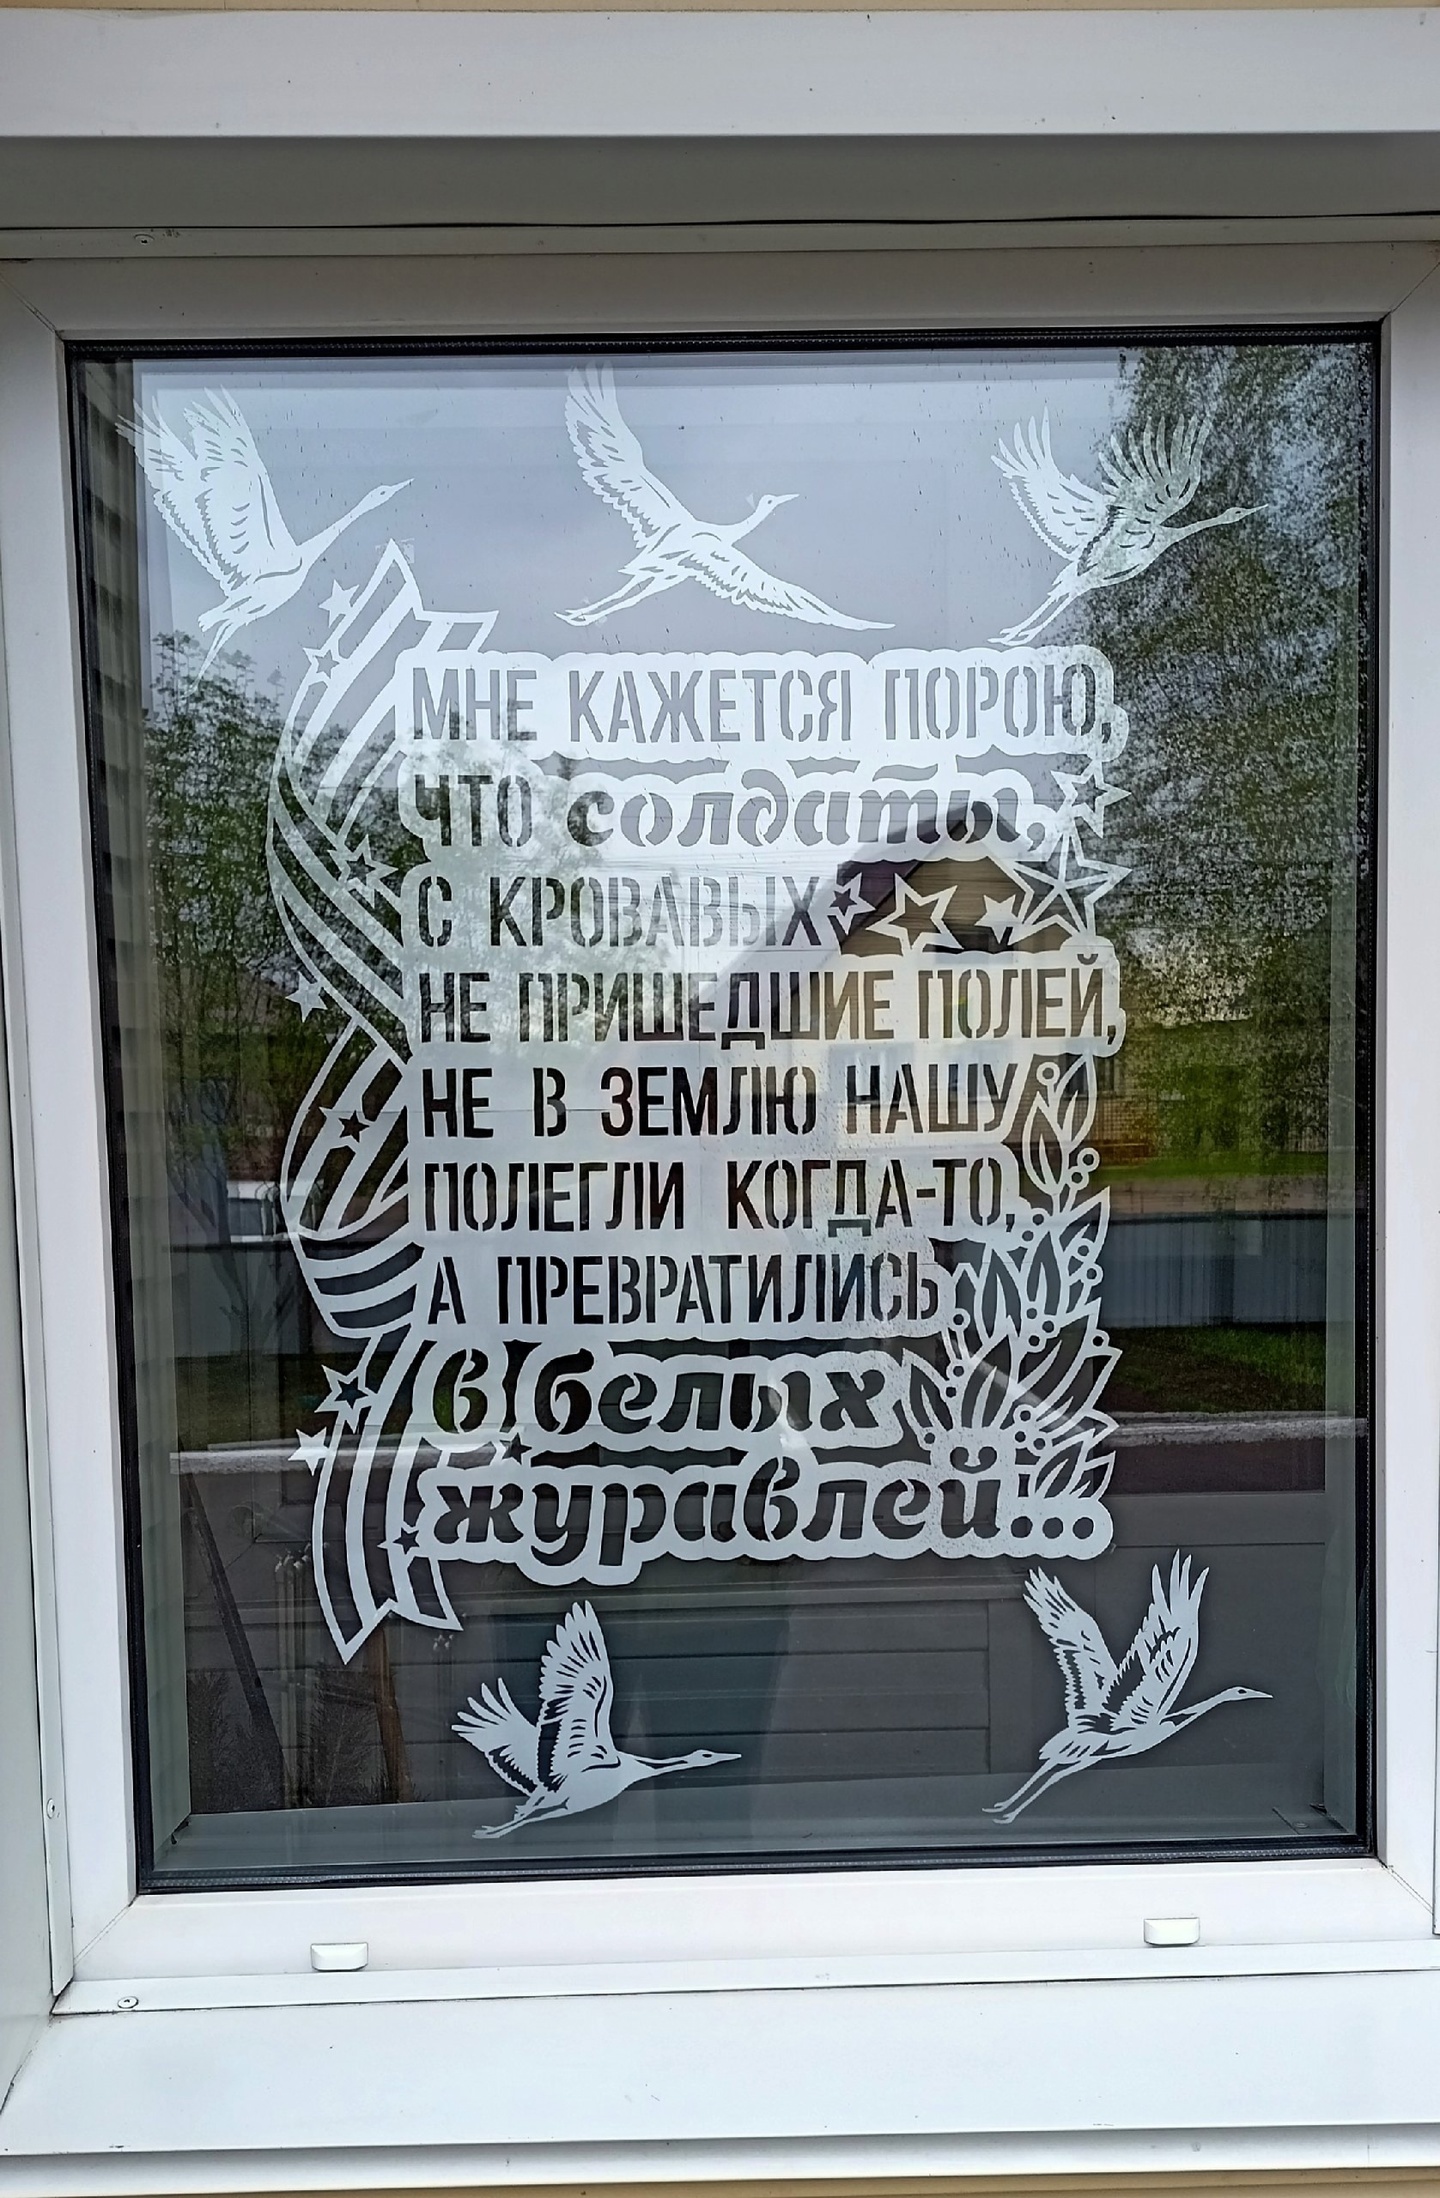 МНЕ КАЖЕТСЯ ПОРОЮ,
ЧТО солдаты,
С КРОВАВЫХ
НЕ ПРИШЕДШИЕ ПОЛЕЙ,
НЕ В ЗЕМЛЮ НАШУ
ПОЛЕГЛИ КОГДА-ТО,
А ПРЕВРАТИЛИСЬ
в белых
журавлей...